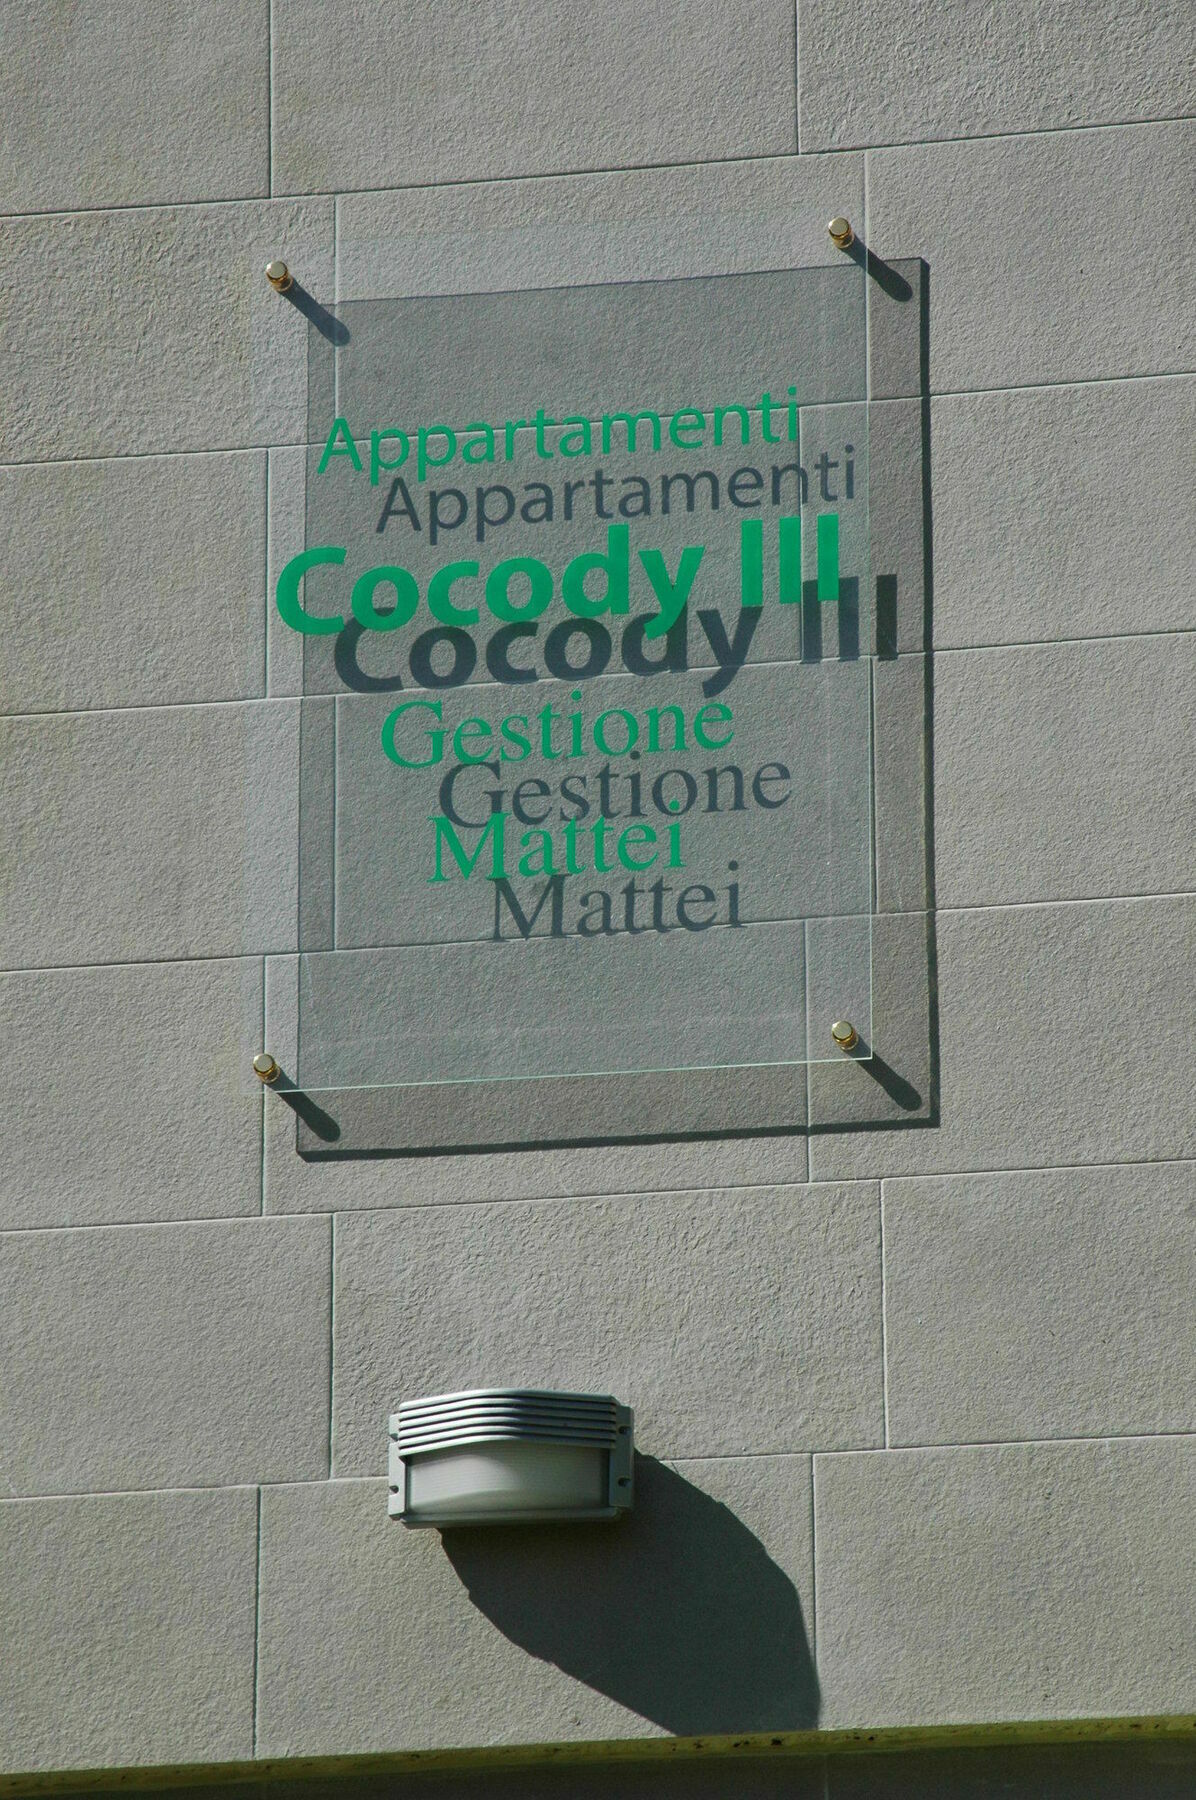 Appartamenti
Cocody III
Gestione
Mattei